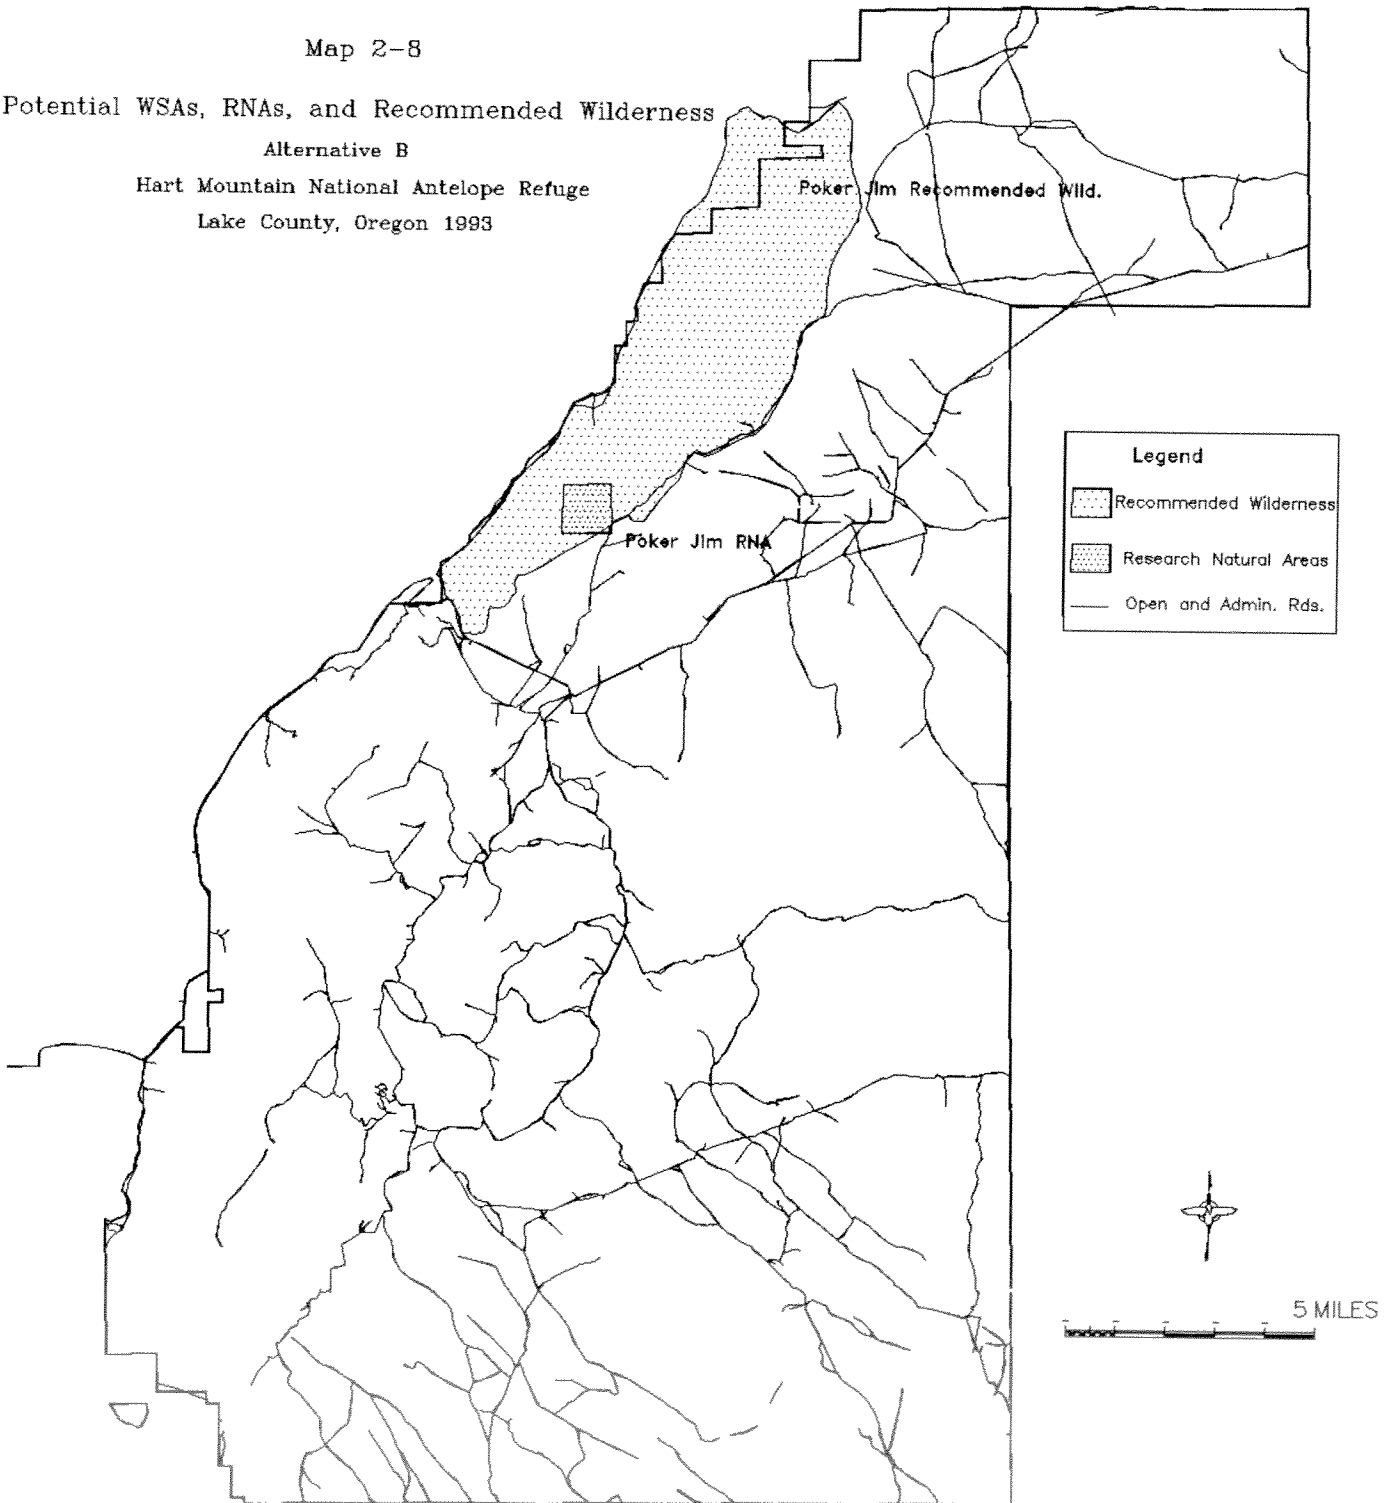 Map 2-8
Potential WSAs, RNAs, and Recommended Wilderness
Alternative B
Hart Mountain National Antelope Refuge
Lake County, Oregon 1993
Poker Jim Recommended Wild.
Legend
Recommended Wilderness
Research Natural Areas
Open and Admin. Rds.
Poker Jim RNA
N
5 MILES